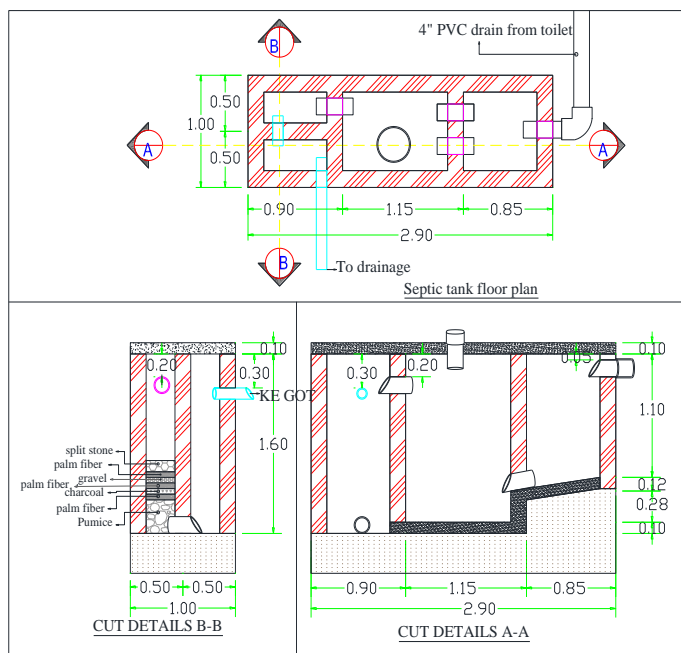 4" PVC drain from toilet
B
0.50
1.00
0.50
A
A
0.90
1.15
0.85
2.90
B
To drainage
Septic tank floor plan
0.10
0.20
0.30
KE GOT
1.60
split stone
palm fiber
gravel
palm fiber
charcoal
palm fiber
Pumice
0.50
0.50
1.00
CUT DETAILS B-B
0.20
0.05
0.10
0.30
1.10
0.12
0.28
0.10
0.90
1.15
0.85
2.90
CUT DETAILS A-A